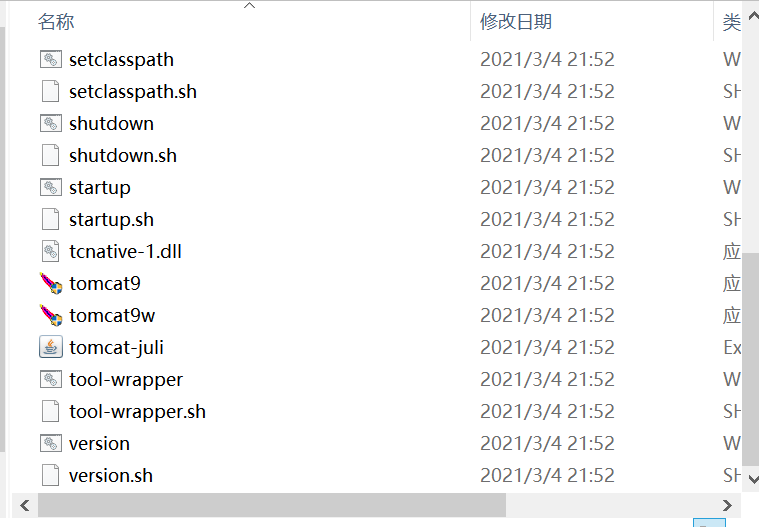 名称 修改日期 类
setclasspath 2021/3/4 21:52 W
setclasspath.sh 2021/3/4 21:52 SH
shutdown 2021/3/4 21:52 W
shutdown.sh 2021/3/4 21:52 SH
startup 2021/3/4 21:52 W
startup.sh 2021/3/4 21:52 SH
tcnative-1.dll 2021/3/4 21:52 应
tomcat9 2021/3/4 21:52 应
tomcat9w 2021/3/4 21:52 应
tomcat-juli 2021/3/4 21:52 Ex
tool-wrapper 2021/3/4 21:52 W
tool-wrapper.sh 2021/3/4 21:52 SH
version 2021/3/4 21:52 W
version.sh 2021/3/4 21:52 SH